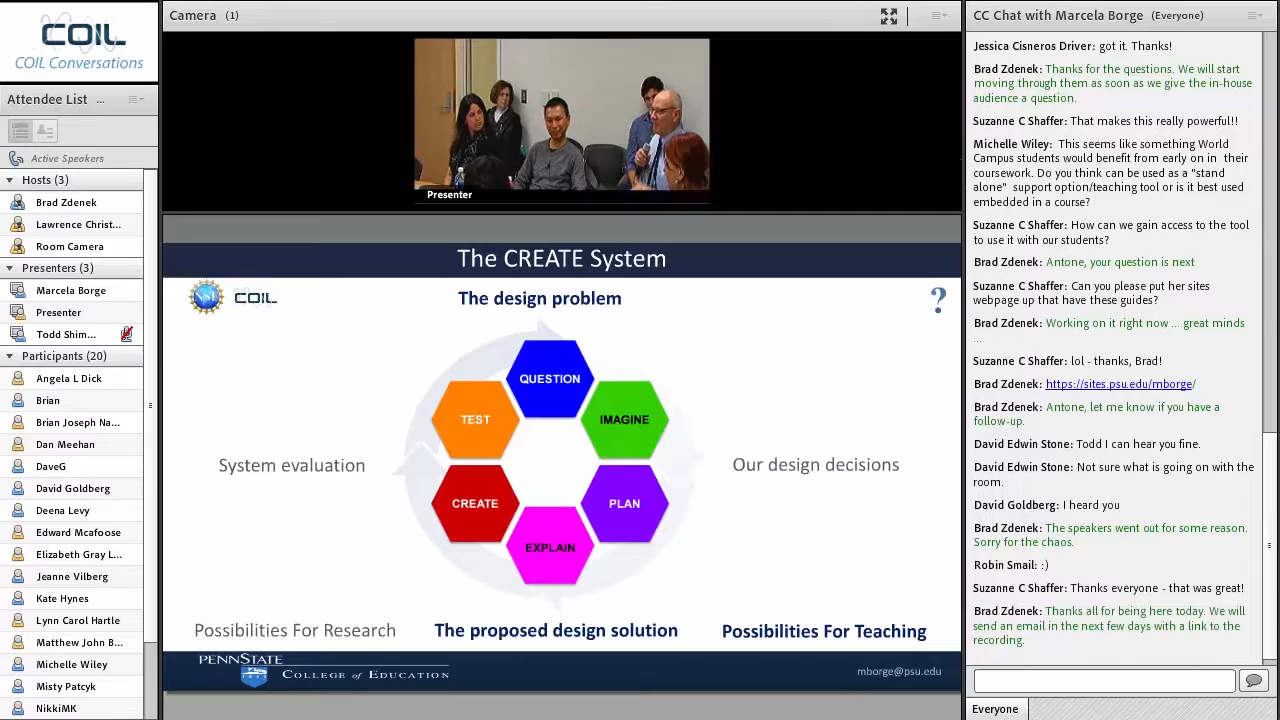 COIL
COIL Conversations
Attendee List ...
Active Speakers
Hosts (3)
Brad Zdenek
Lawrence Christ...
Room Camera
Presenters (3)
Marcela Borge
Presenter
Todd Shim...
Participants (20)
Angela L Dick
Brian
Brian Joseph Na...
Dan Meehan
DaveG
David Goldberg
Deena Levy
Edward Mcafoose
Elizabeth Gray L...
Jeanne Vilberg
Kate Hynes
Lynn Carol Hartle
Matthew John B...
Michelle Wiley
Misty Patcyk
NikkiMK
Camera (1)
Presenter
The CREATE System
NSF
COIL
The design problem
?
QUESTION
TEST
IMAGINE
System evaluation
Our design decisions
CREATE
PLAN
EXPLAIN
Possibilities For Research
The proposed design solution
Possibilities For Teaching
PENNSTATE
1855
COLLEGE of EDUCATION
mborge@psu.edu
CC Chat with Marcela Borge (Everyone)
Jessica Cisneros Driver: got it. Thanks!
Brad Zdenek: Thanks for the questions. We will start
moving through them as soon as we give the in-house
audience a question.
Suzanne C Shaffer: That makes this really powerful!!
Michelle Wiley: This seems like something World
Campus students would benefit from early on in their
coursework. Do you think can be used as a "stand
alone" support option/teaching tool or is it best used
embedded in a course?
Suzanne C Shaffer: How can we gain access to the tool
to use it with our students?
Brad Zdenek: Antone, your question is next
Suzanne C Shaffer: Can you please put her sites
webpage that will have these guides?
Brad Zdenek: Working on it right now ... great minds
...
Suzanne C Shaffer: lol - thanks, Brad!
Brad Zdenek: https://sites.psu.edu/mborge/
Brad Zdenek: Antone, let me know if you have a
follow-up.
David Edwin Stone: Todd I can hear you fine.
David Edwin Stone: Not sure what is going on with the
room.
David Goldberg: I heard you
Brad Zdenek: The speakers went out for some reason.
Sorry for the chaos.
Robin Smail: :)
Suzanne C Shaffer: Thanks everyone - that was great!
Brad Zdenek: Thanks all for being here today. We will
send an email in the next few days with a link to the
recording.
Everyone